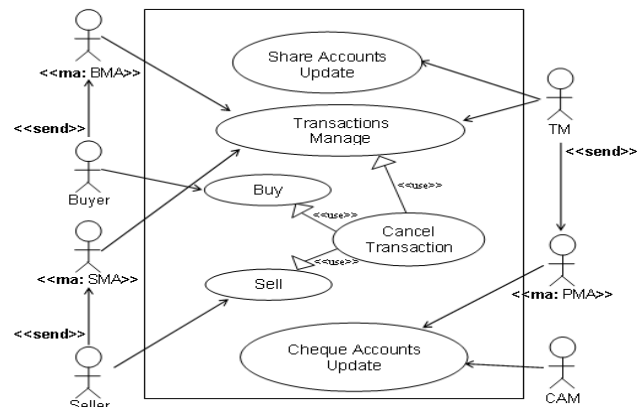 Share Accounts
Update
<<ma: BMA>>
TM
Transactions
Manage
<<send>>
<<send>>
<<use>>
Buyer
Buy
<<use>>
Cancel
Transaction
<<use>>
<<ma: SMA>>
Sell
<<ma: PMA>>
<<send>>
Cheque Accounts
Update
Seller
CAM